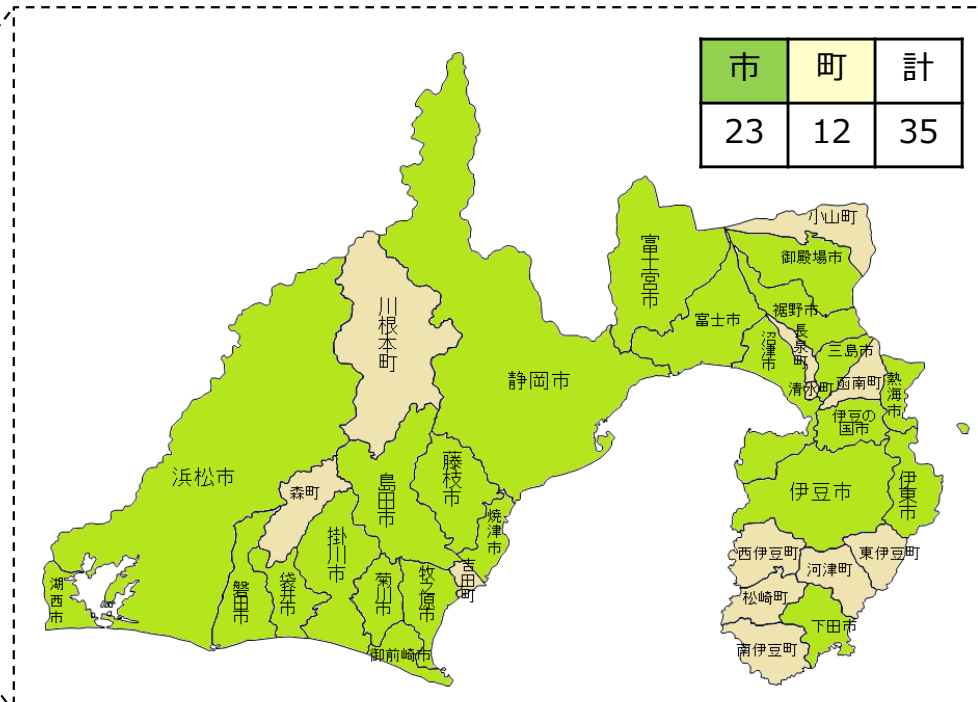 市 町 計
23 12 35
小山町
御殿場市
富士宮市
裾野市
富士市
長泉町
沼津市
三島市
川根本町
静岡市
清水町
函南町
熱海市
伊豆の
国市
浜松市
森町
島田市
藤枝市
伊豆市
伊東市
焼津市
掛川市
西伊豆町
東伊豆町
河津町
吉田町
湖西市
磐田市
袋井市
菊川市
牧之原市
松崎町
下田市
御前崎市
南伊豆町